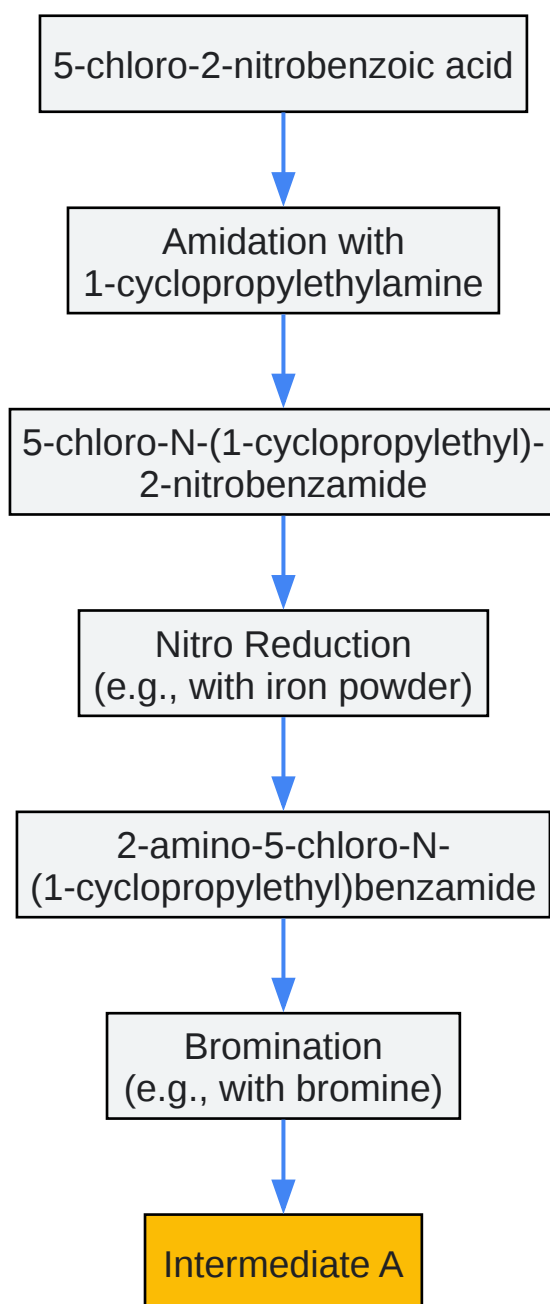 5-chloro-2-nitrobenzoic acid
Amidation with
1-cyclopropylethylamine
5-chloro-N-(1-cyclopropylethyl)-
2-nitrobenzamide
Nitro Reduction
(e.g., with iron powder)
2-amino-5-chloro-N-
(1-cyclopropylethyl)benzamide
Bromination
(e.g., with bromine)
Intermediate A